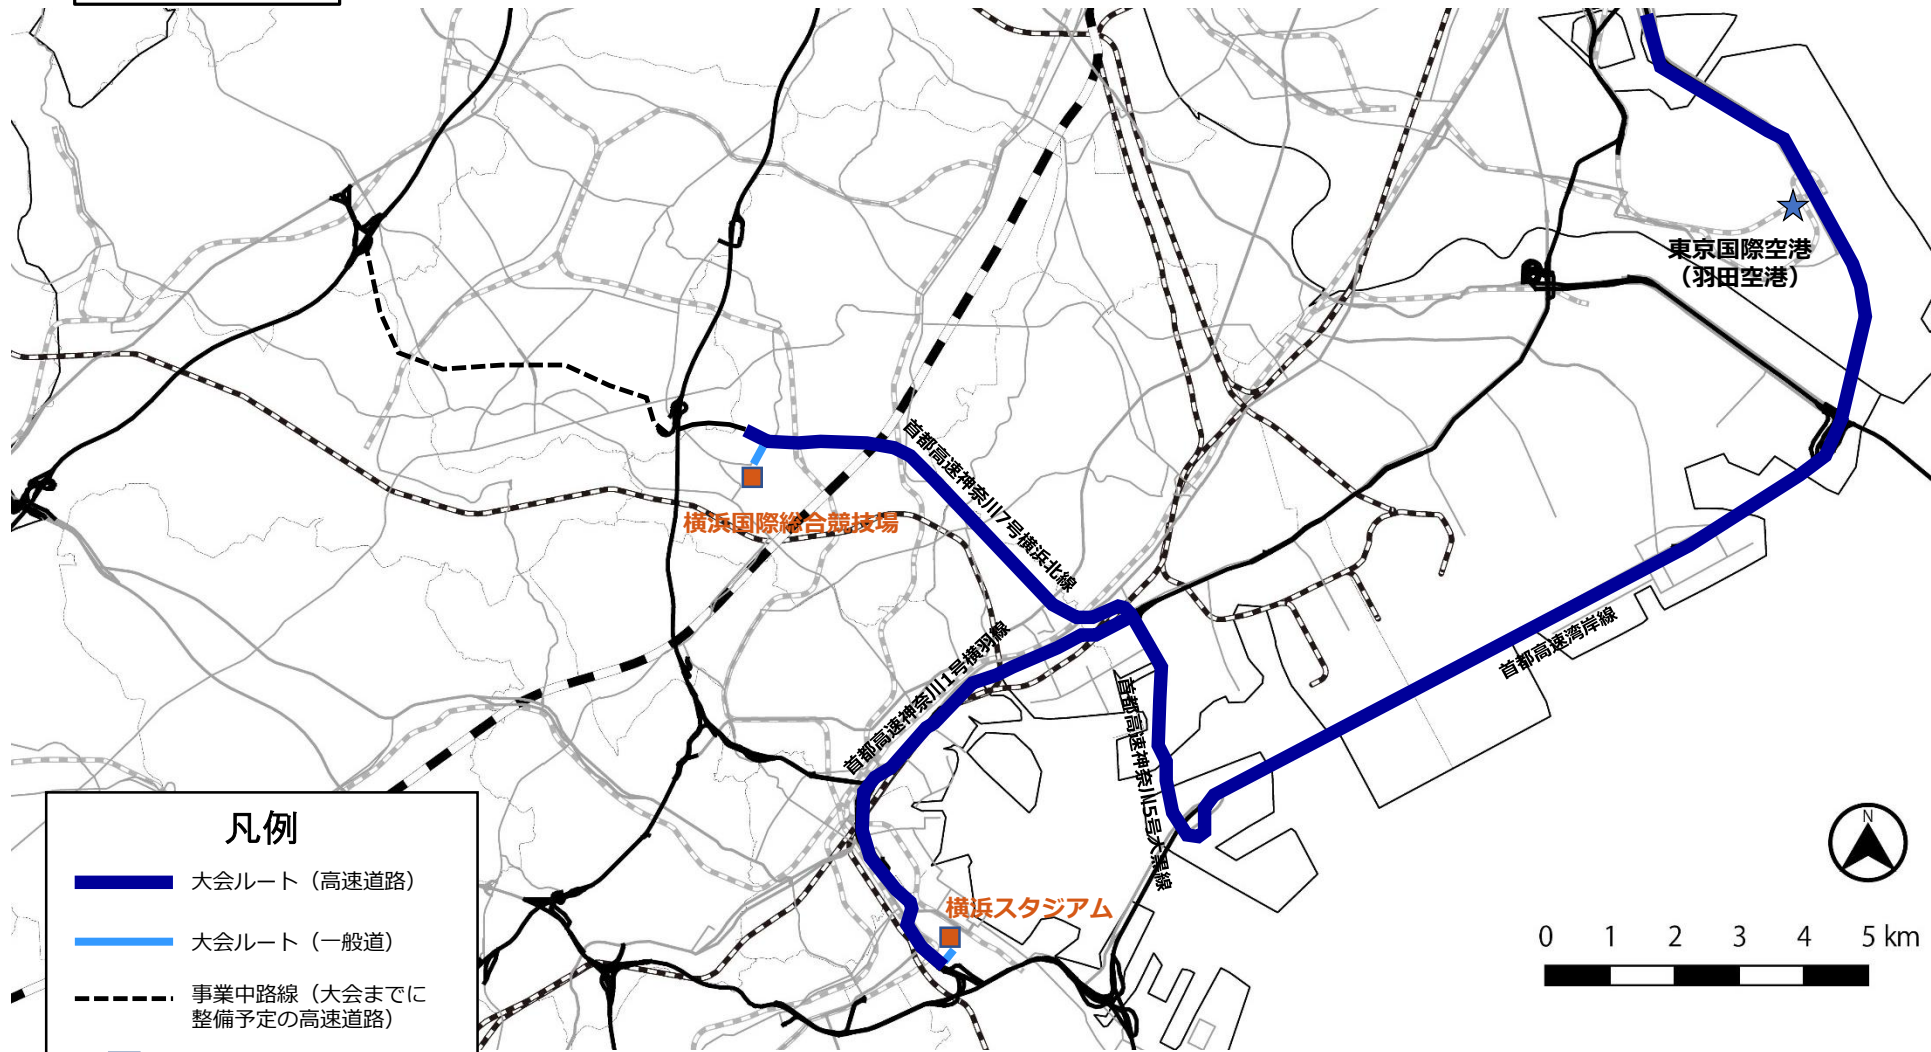 東京国際空港
（羽田空港）
首都高速神奈川7号横浜北線
横浜国際総合競技場
首都高速神奈川1号横羽線
首都高速湾岸線
首都高速神奈川5号大黒線
横浜スタジアム
凡例
大会ルート（高速道路）
大会ルート（一般道）
事業中路線（大会までに
整備予定の高速道路）
N
0 1 2 3 4 5 km